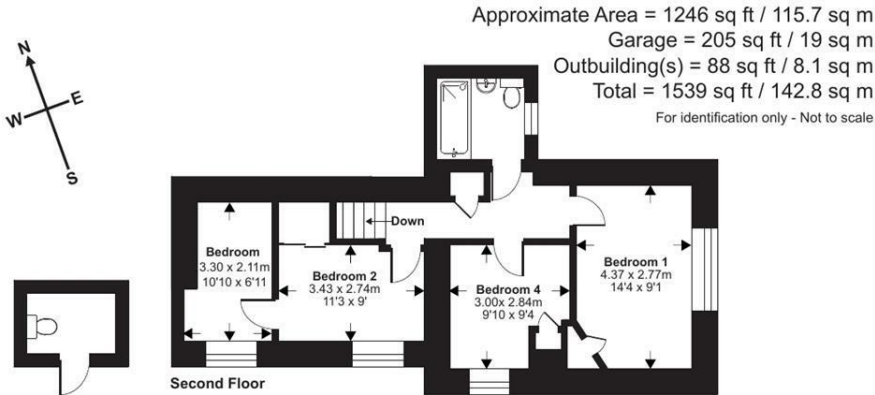 Approximate Area = 1246 sq ft / 115.7 sq m
Garage = 205 sq ft / 19 sq m
Outbuilding(s) = 88 sq ft / 8.1 sq m
Total = 1539 sq ft / 142.8 sq m
For identification only - Not to scale
N
W
E
S
Down
Bedroom
3.30 x 2.11m
10'10 x 6'11
Bedroom 2
3.43 x 2.74m
11'3 x 9'
Bedroom 4
3.00x 2.84m
9'10 x 9'4
Bedroom 1
4.37 x 2.77m
14'4 x 9'1
Second Floor